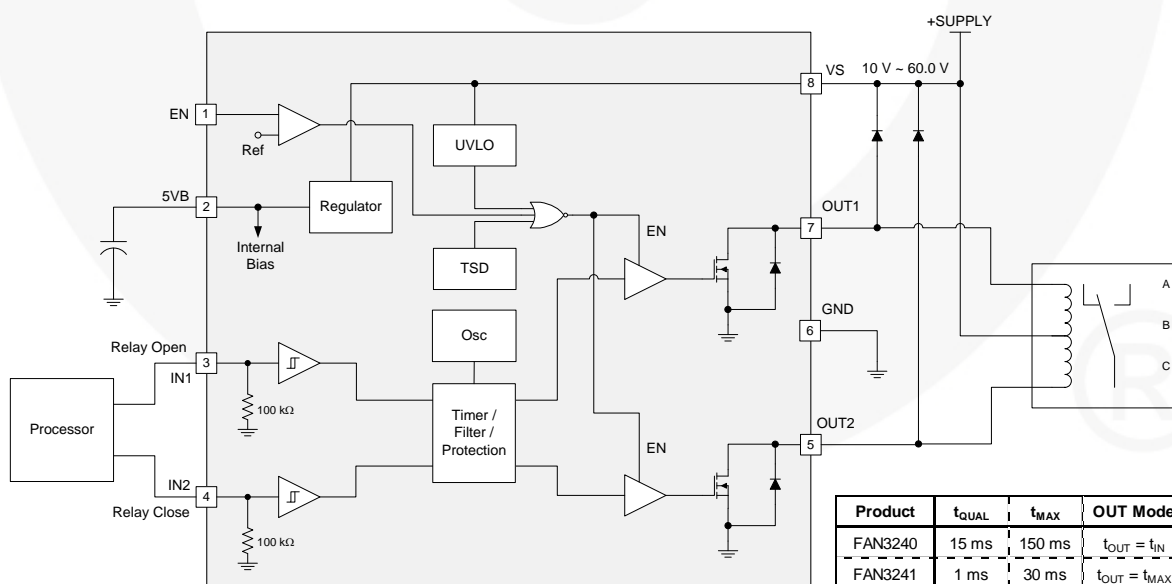 +SUPPLY
VS
10 V ~ 60.0 V
8
EN
1
Ref
UVLO
5VB
2
Regulator
Internal
Bias
TSD
EN
OUT1
7
GND
6
A
B
C
Osc
Relay Open
3
IN1
100 kΩ
Processor
Timer /
Filter /
Protection
EN
OUT2
5
IN2
4
Relay Close
100 kΩ
Product tQUAL tMAX OUT Mode
FAN3240 15 ms 150 ms tOUT = tIN
FAN3241 1 ms 30 ms tOUT = tMAX
®